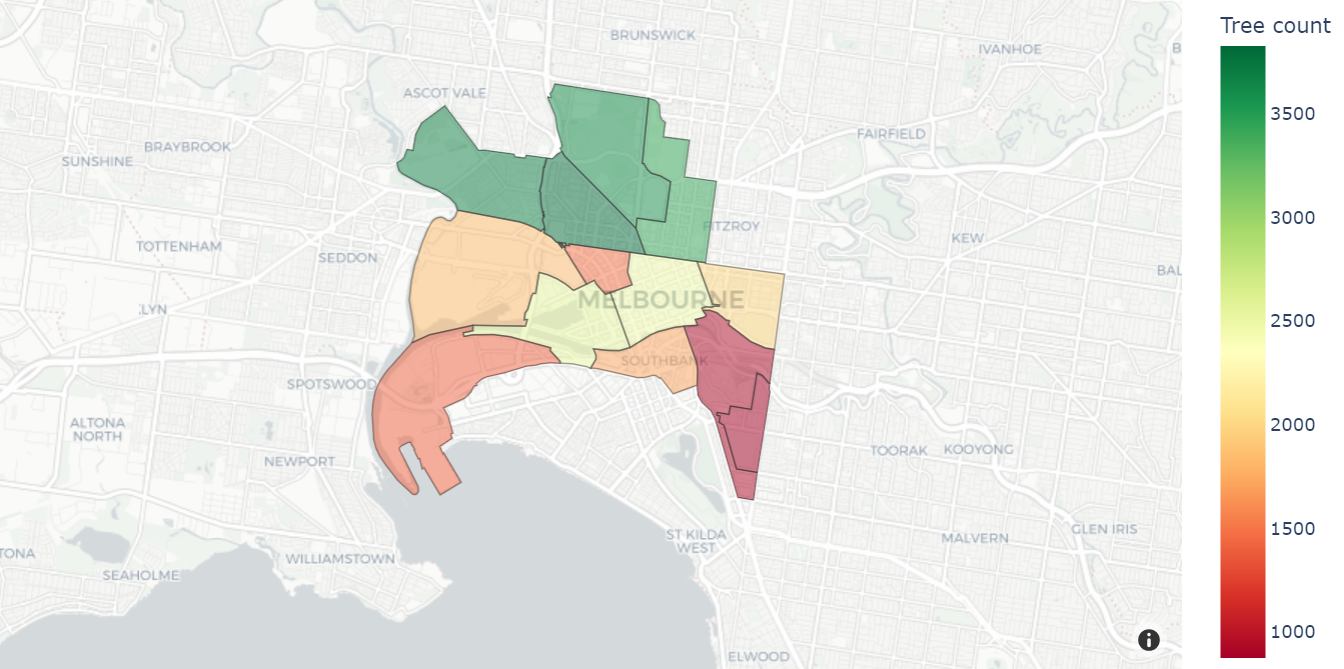 Tree count
BRUNSWICK
IVANHOE
B
ASCOT VALE
3500
FAIRFIELD
BRAYBROOK
SUNSHINE
3000
FITZROY
KEW
TOTTENHAM
SEDDON
BAL
MELBOURNE
LYN
2500
SOUTHBANK
SPOTSWOOD
2000
ALTONA
NORTH
TOORAK
KOOYONG
NEWPORT
1500
GLEN IRIS
ST KILDA
WEST
MALVERN
TONA
WILLIAMSTOWN
SEAHOLME
1000
ELWOOD